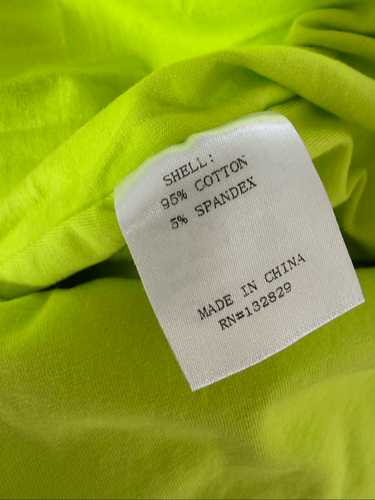 SHELL:
95% COTTON
5% SPANDEX
MADE IN CHINA
RN#132829